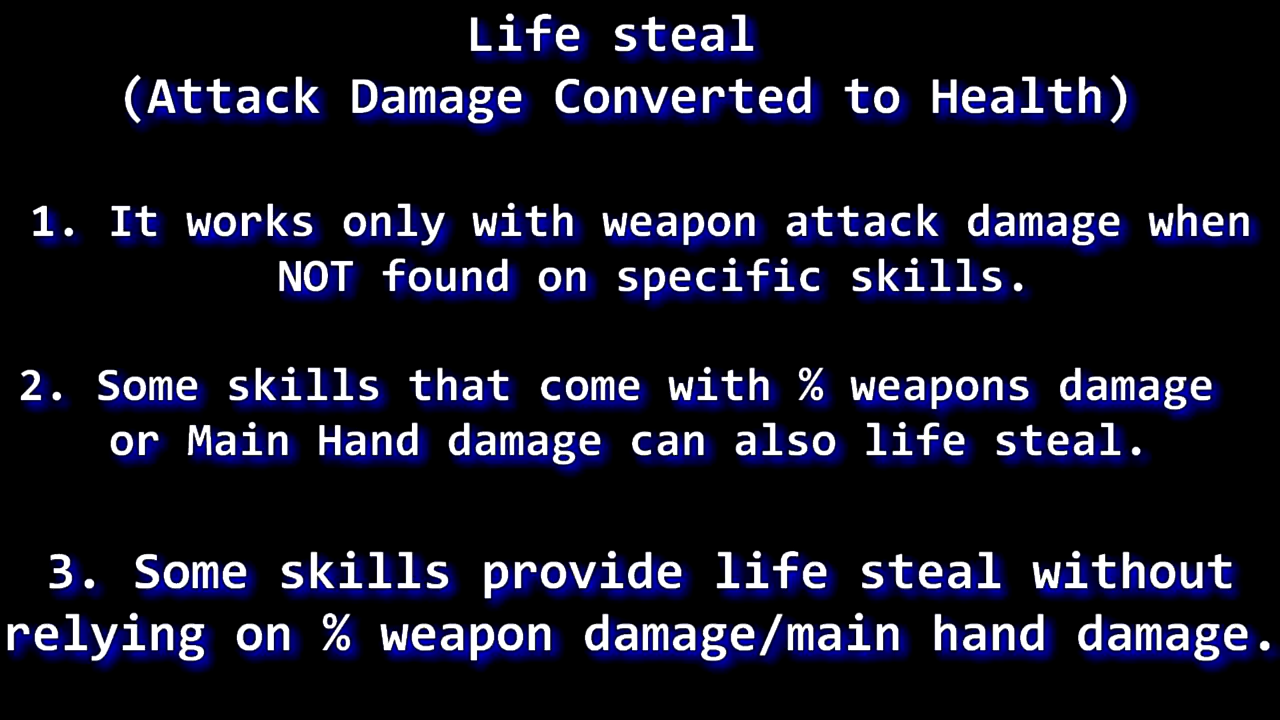 Life steal
(Attack Damage Converted to Health)
1. It works only with weapon attack damage when
NOT found on specific skills.
2. Some skills that come with % weapons damage
or Main Hand damage can also life steal.
3. Some skills provide life steal without
relying on % weapon damage/main hand damage.